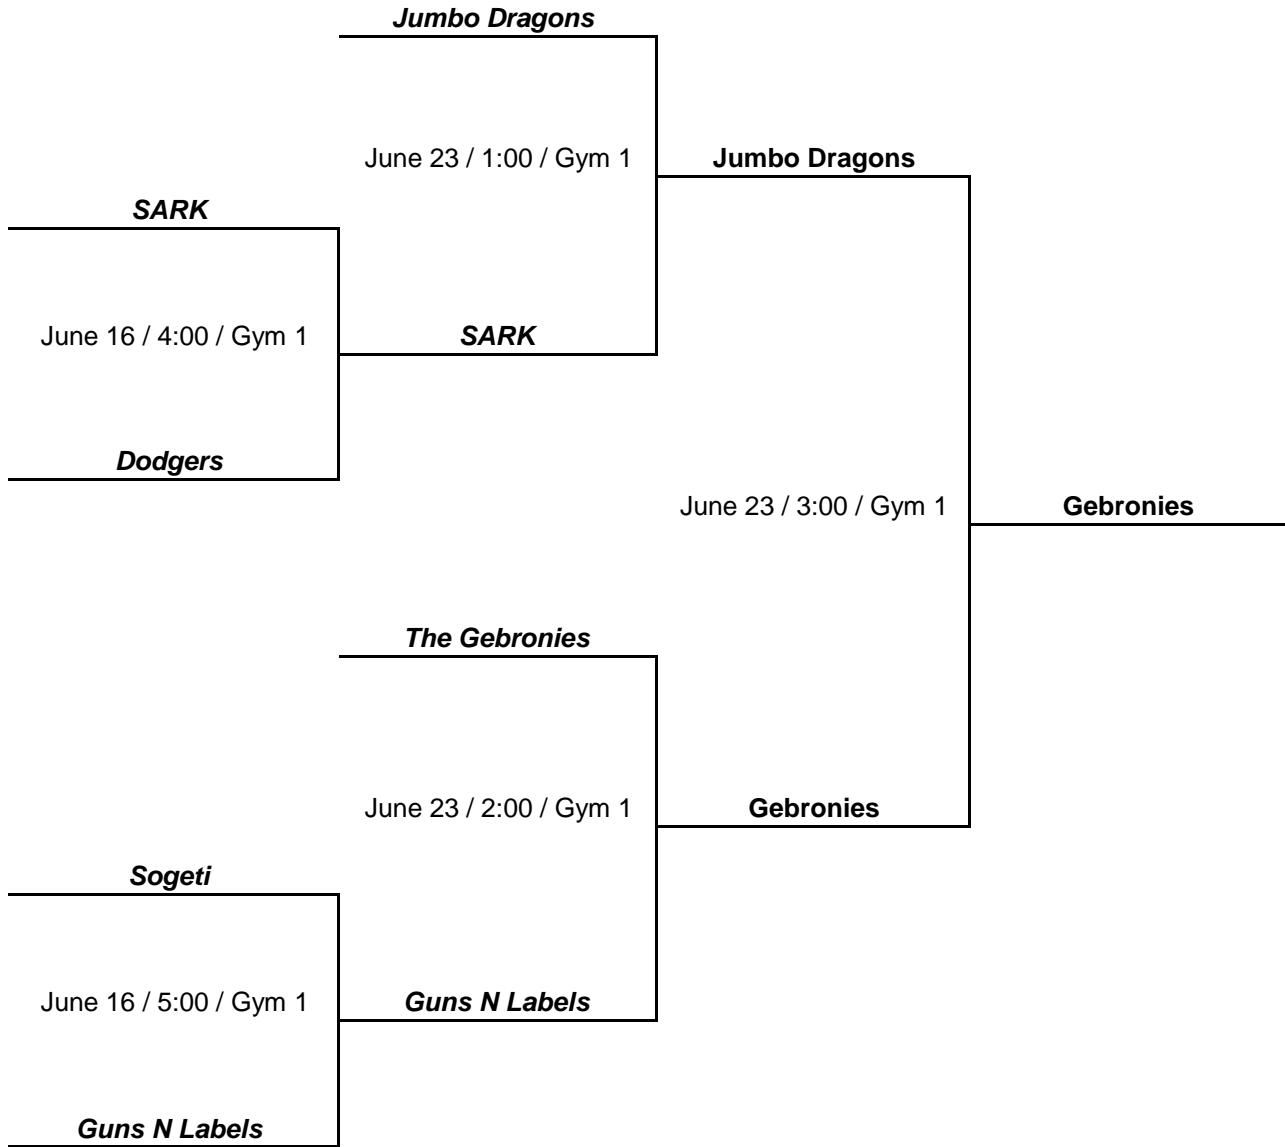 Jumbo Dragons
June 23 / 1:00 / Gym 1
Jumbo Dragons
SARK
June 16 / 4:00 / Gym 1
SARK
Dodgers
June 23 / 3:00 / Gym 1
Gebronies
The Gebronies
June 23 / 2:00 / Gym 1
Gebronies
Sogeti
June 16 / 5:00 / Gym 1
Guns N Labels
Guns N Labels